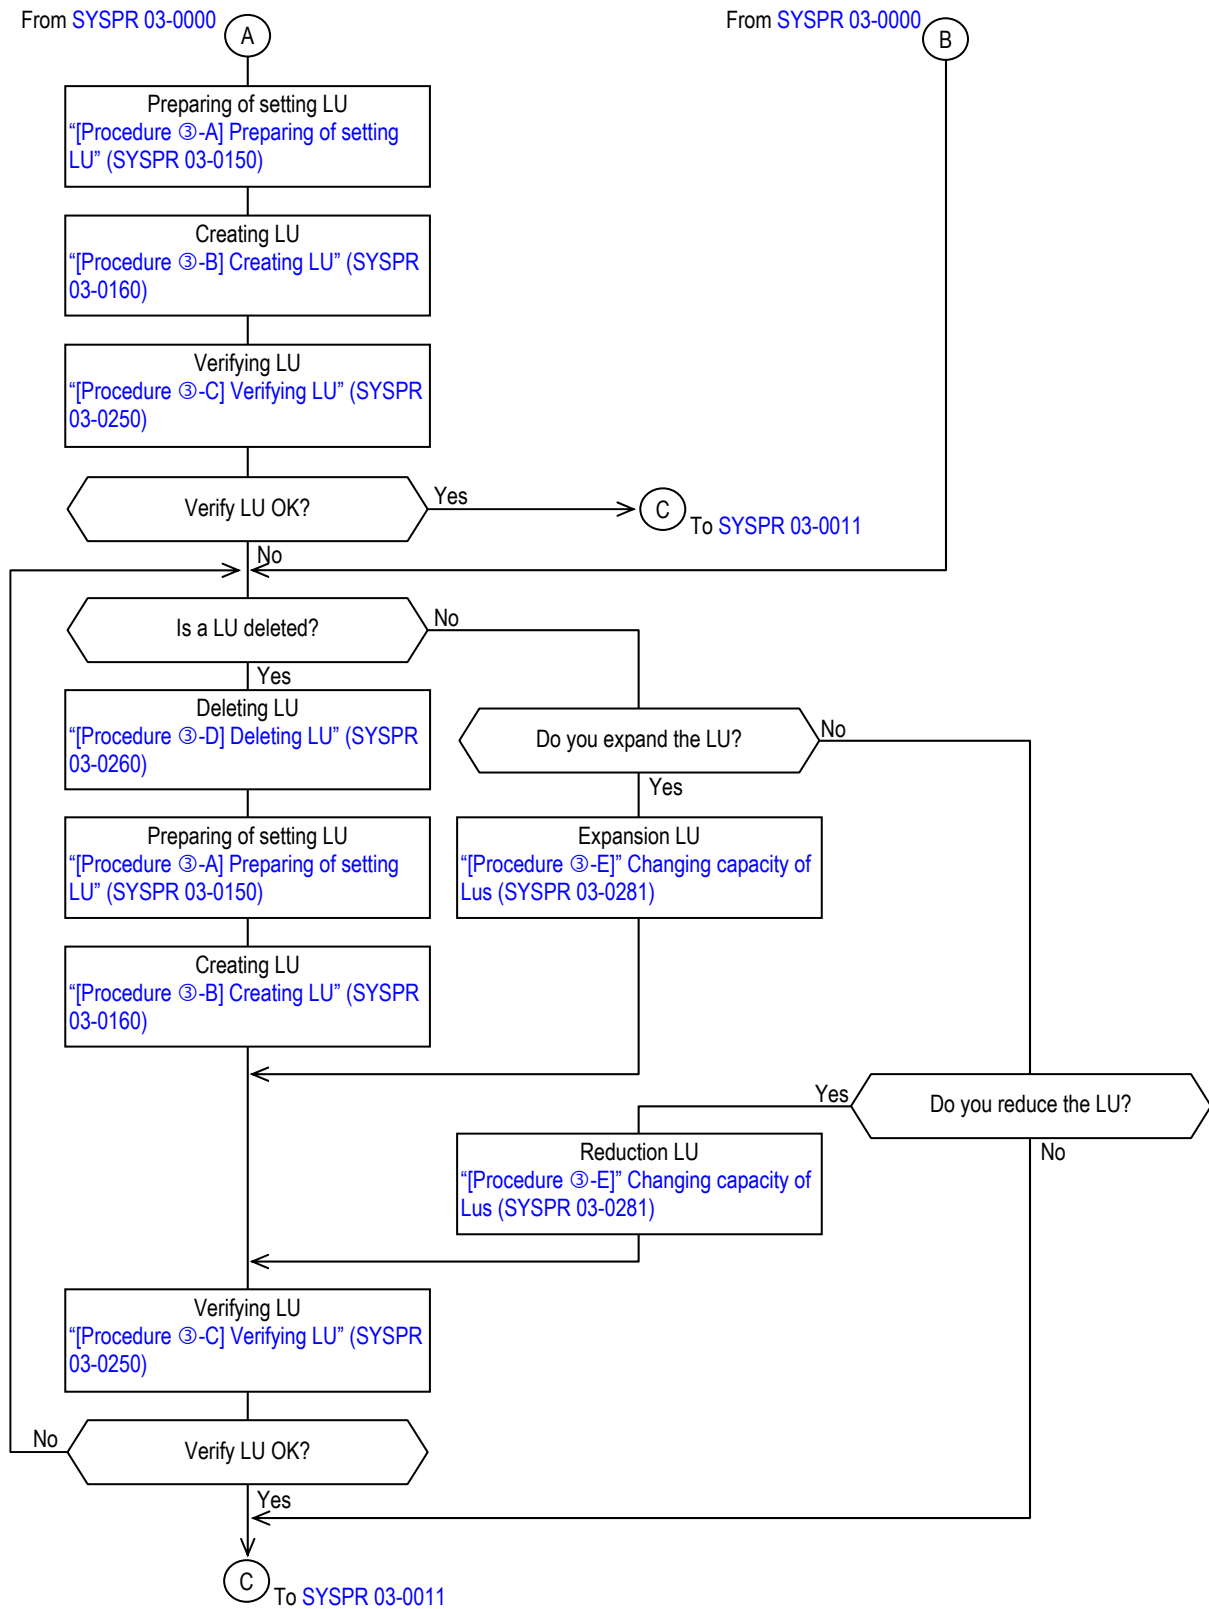 From SYSPR 03-0000
A
From SYSPR 03-0000
B
Preparing of setting LU
“[Procedure ③-A] Preparing of setting
LU” (SYSPR 03-0150)
Creating LU
“[Procedure ③-B] Creating LU” (SYSPR
03-0160)
Verifying LU
“[Procedure ③-C] Verifying LU” (SYSPR
03-0250)
Verify LU OK?
Yes
C
To SYSPR 03-0011
No
Is a LU deleted?
No
Yes
Deleting LU
“[Procedure ③-D] Deleting LU” (SYSPR
03-0260)
Do you expand the LU?
No
Yes
Preparing of setting LU
“[Procedure ③-A] Preparing of setting
LU” (SYSPR 03-0150)
Expansion LU
“[Procedure ③-E]” Changing capacity of
Lus (SYSPR 03-0281)
Creating LU
“[Procedure ③-B] Creating LU” (SYSPR
03-0160)
Yes
Do you reduce the LU?
No
Reduction LU
“[Procedure ③-E]” Changing capacity of
Lus (SYSPR 03-0281)
Verifying LU
“[Procedure ③-C] Verifying LU” (SYSPR
03-0250)
No
Verify LU OK?
Yes
C
To SYSPR 03-0011